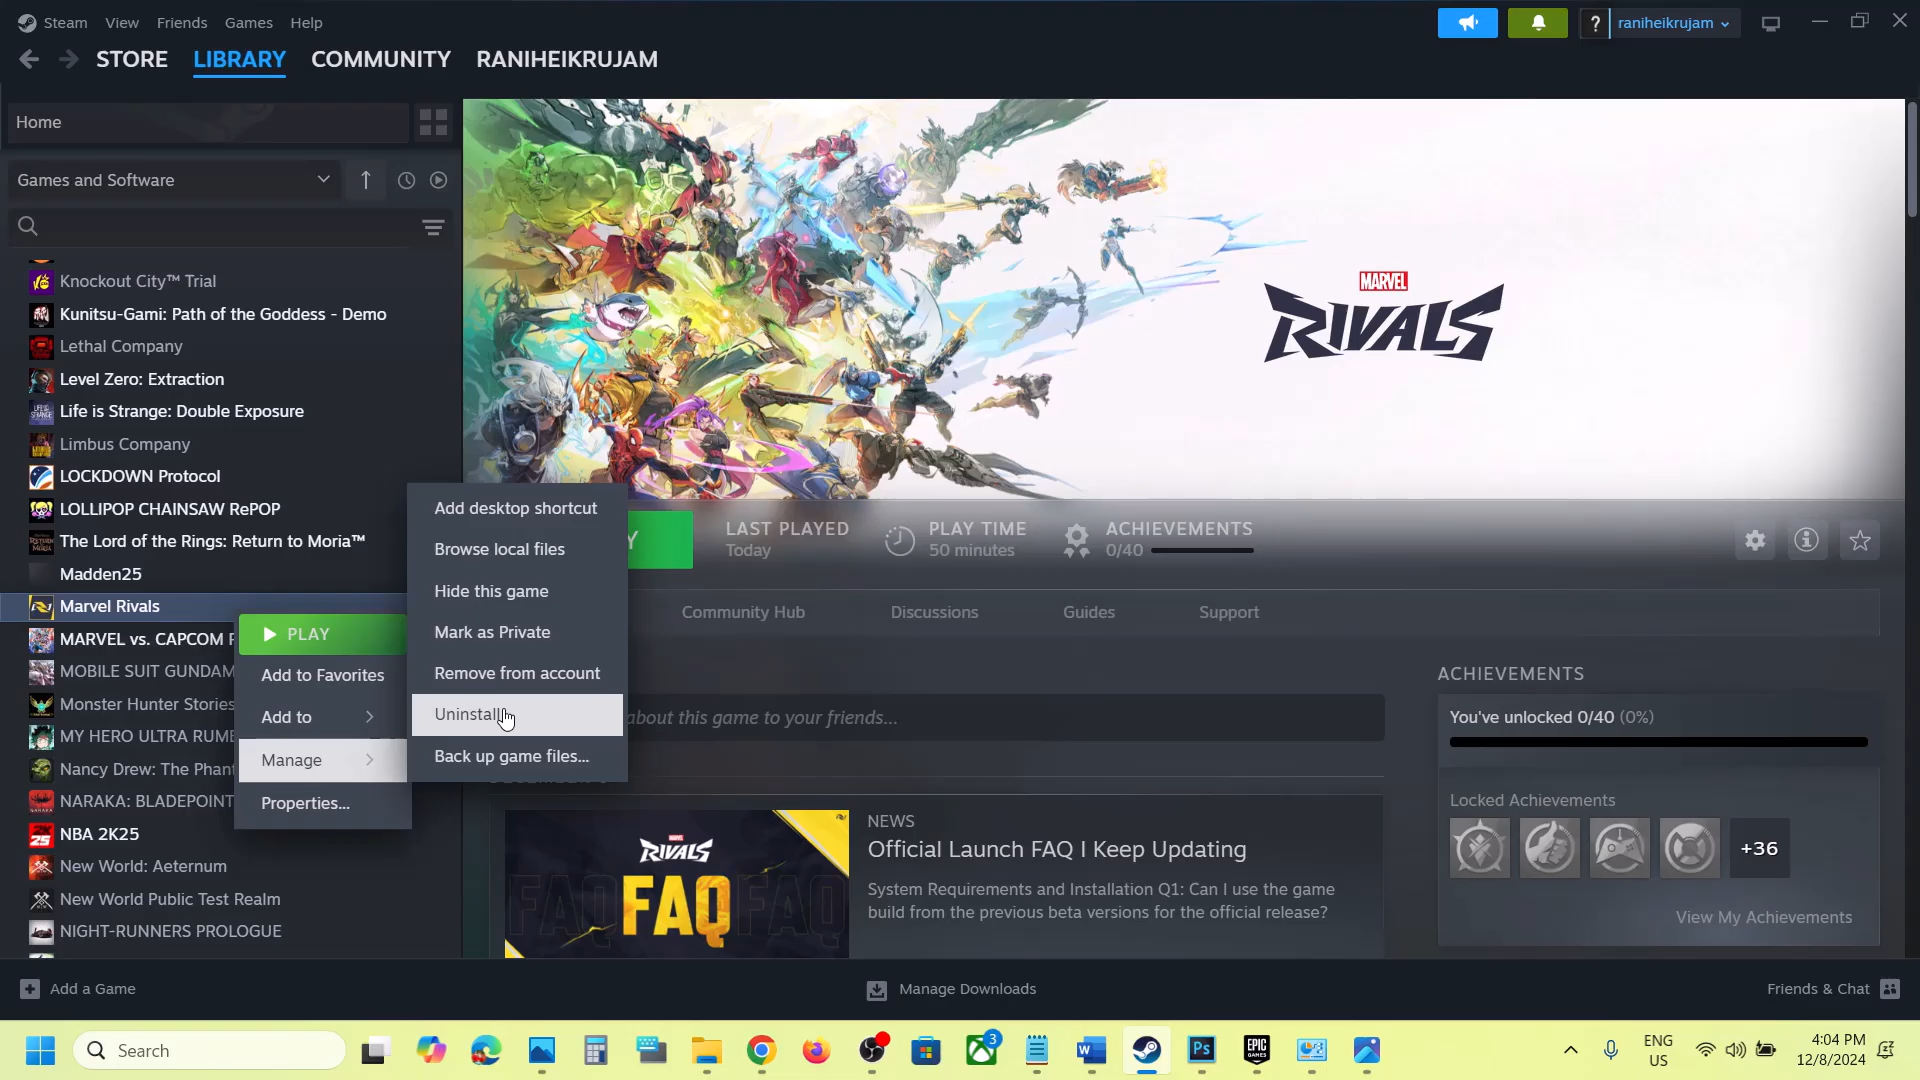 Steam View Friends Games Help
? raniheikrujam
STORE LIBRARY COMMUNITY RANIHEIKRUJAM
Home
Games and Software
Knockout City™ Trial
Kunitsu-Gami: Path of the Goddess - Demo
Lethal Company
Level Zero: Extraction
Life is Strange: Double Exposure
Limbus Company
LOCKDOWN Protocol
LOLLIPOP CHAINSAW RePOP
The Lord of the Rings: Return to Moria™
Madden25
Marvel Rivals
MARVEL vs. CAPCOM
MOBILE SUIT GUNDAM
Monster Hunter Stories
MY HERO ULTRA
Nancy Drew: The
NARAKA: BLADEPOINT
NBA 2K25
New World: Aeternum
New World Public Test Realm
NIGHT-RUNNERS PROLOGUE
PLAY
Add to Favorites
Add to
Manage
Properties...
Add desktop shortcut
Browse local files
Hide this game
Mark as Private
Remove from account
Uninstall
Back up game files...
MARVEL
RIVALS
Y
LAST PLAYED
Today
PLAY TIME
50 minutes
ACHIEVEMENTS
0/40
Community Hub Discussions Guides Support
about this game to your friends...
MARVEL
RIVALS
FAQ FAQ FAQ
NEWS
Official Launch FAQ I Keep Updating
System Requirements and Installation Q1: Can I use the game
build from the previous beta versions for the official release?
ACHIEVEMENTS
You've unlocked 0/40 (0%)
Locked Achievements
+36
View My Achievements
Add a Game
Manage Downloads
Friends & Chat
Search
3
Ps
EPIC
GAMES
ENG
US
4:04 PM
12/8/2024